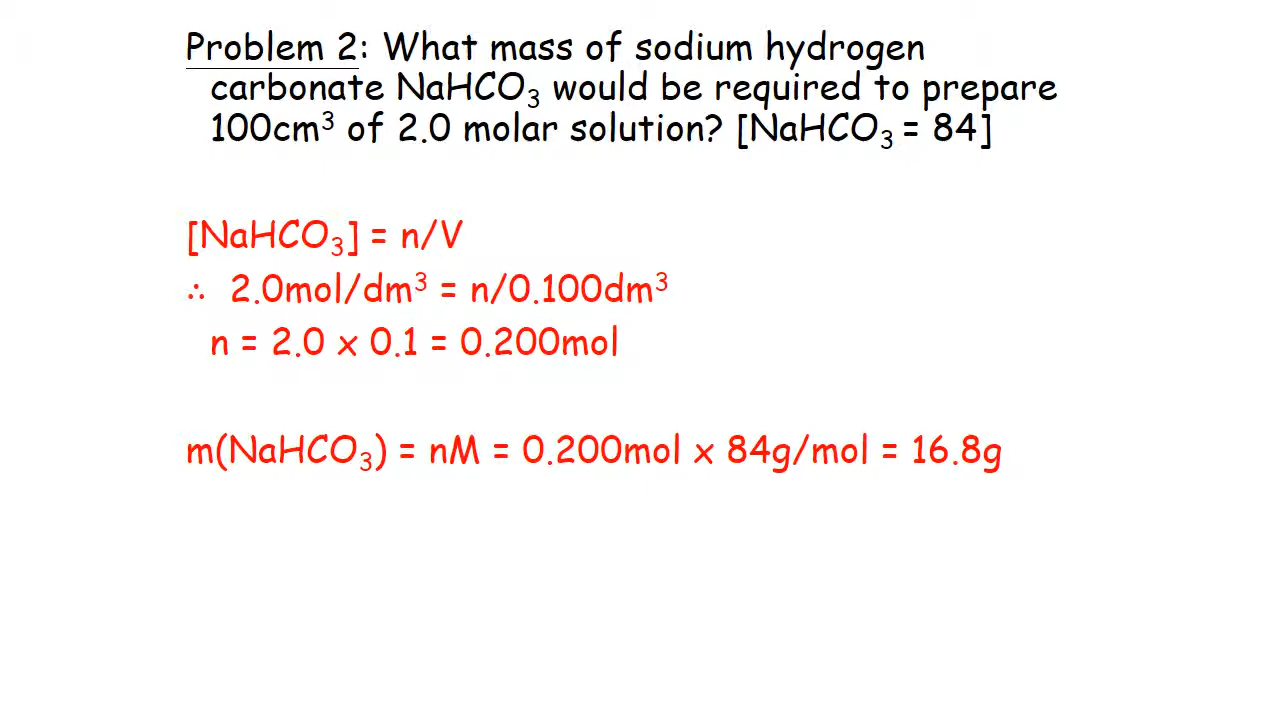 Problem 2: What mass of sodium hydrogen
carbonate NaHCO₃ would be required to prepare
100cm³ of 2.0 molar solution? [NaHCO₃ = 84]
[NaHCO₃] = n/V
∴ 2.0mol/dm³ = n/0.100dm³
n = 2.0 x 0.1 = 0.200mol
m(NaHCO₃) = nM = 0.200mol x 84g/mol = 16.8g